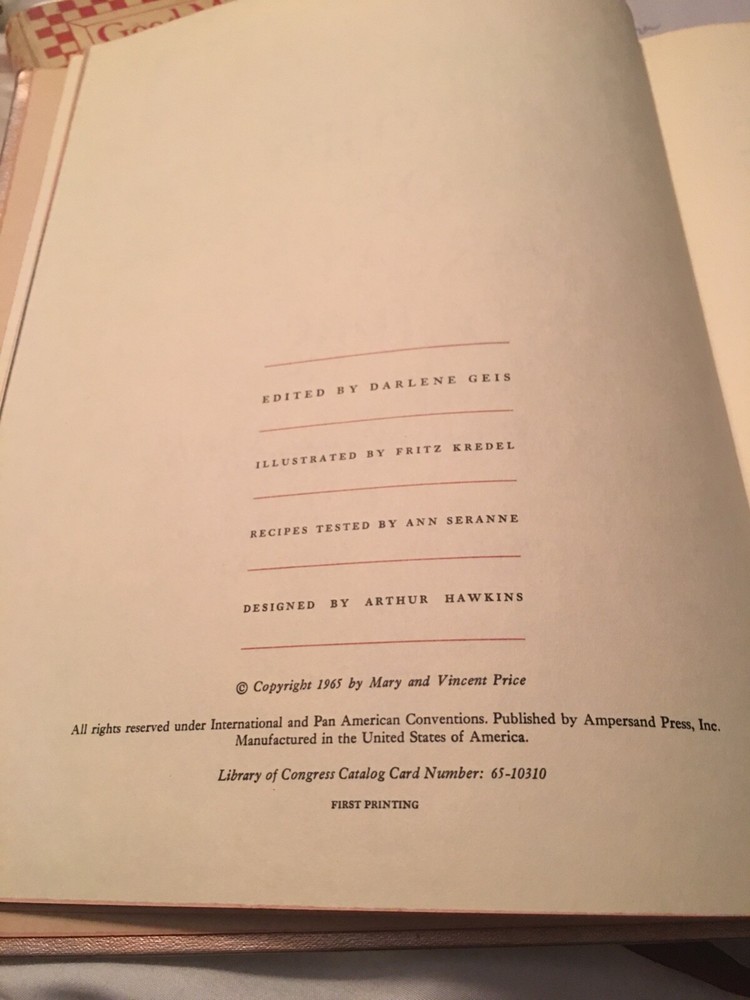 Good
EDITED BY DARLENE GEIS
ILLUSTRATED BY FRITZ KREDEL
RECIPES TESTED BY ANN SERANNE
DESIGNED BY ARTHUR HAWKINS
© Copyright 1965 by Mary and Vincent Price
All rights reserved under International and Pan American Conventions. Published by Ampersand Press, Inc.
Manufactured in the United States of America.
Library of Congress Catalog Card Number: 65-10310
FIRST PRINTING